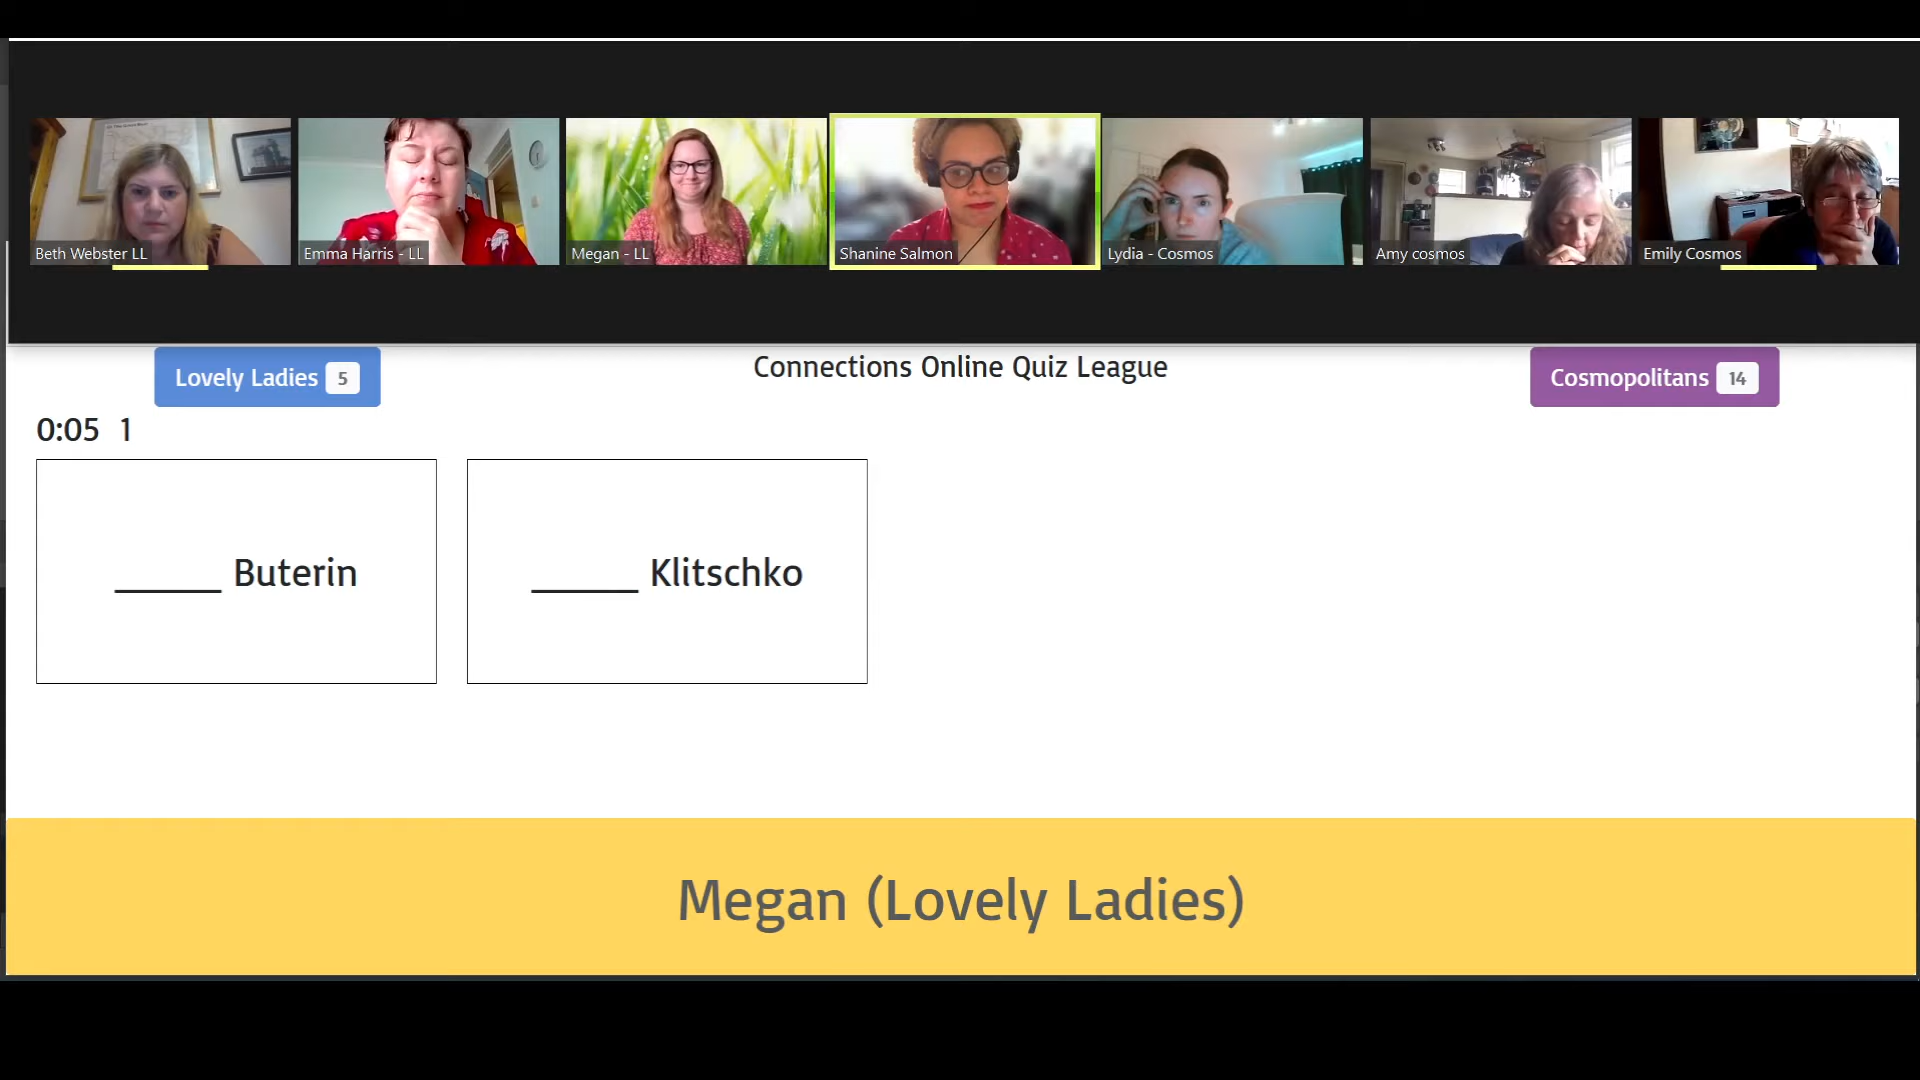 Beth Webster LL
Emma Harris - LL
Megan - LL
Shanine Salmon
Lydia - Cosmos
Amy cosmos
Emily Cosmos
Lovely Ladies 5
Connections Online Quiz League
Cosmopolitans 14
0:05 1
______ Buterin
______ Klitschko
Megan (Lovely Ladies)